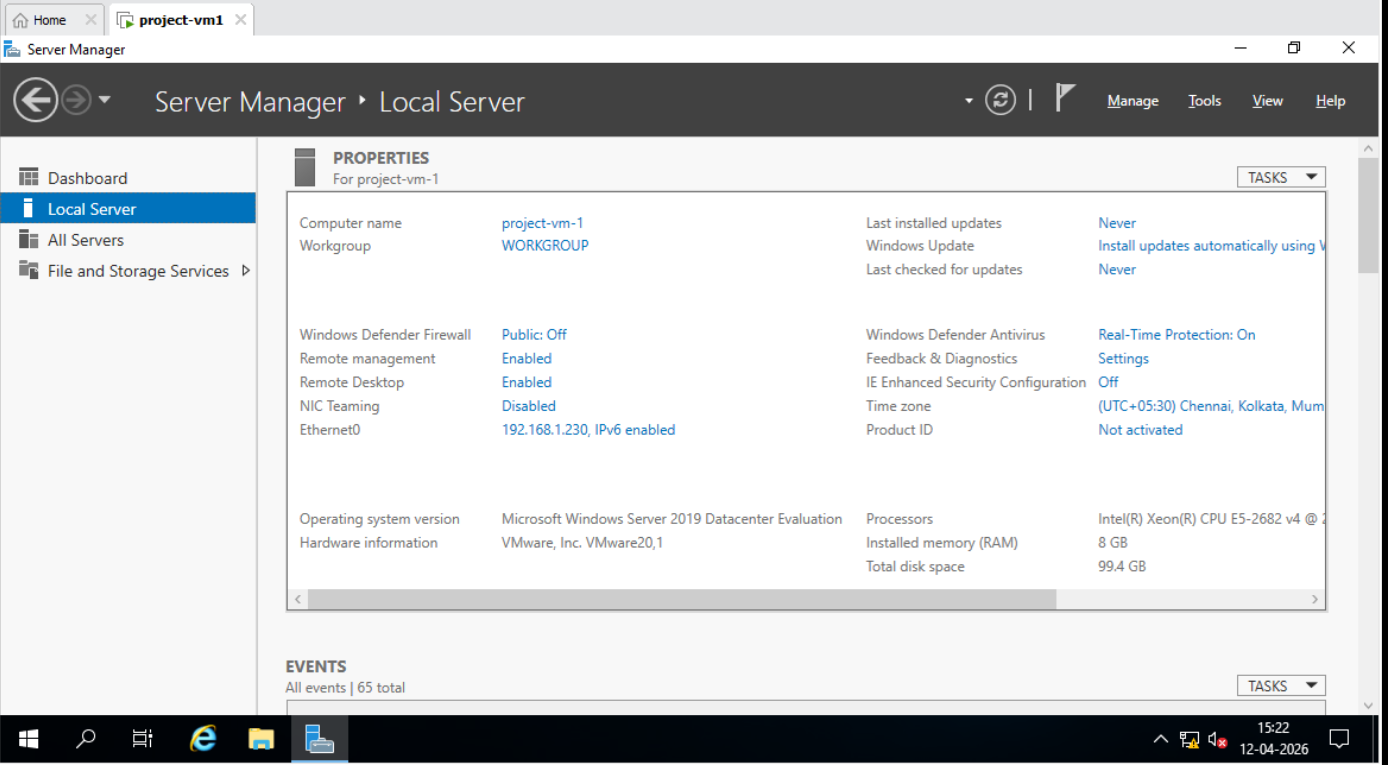 Home
project-vm1
Server Manager
Server Manager ‣ Local Server
Manage Tools View Help
Dashboard
Local Server
All Servers
File and Storage Services
PROPERTIES
For project-vm-1
TASKS
Computer name project-vm-1
Workgroup WORKGROUP
Last installed updates Never
Windows Update Install updates automatically using
Last checked for updates Never
Windows Defender Firewall Public: Off
Remote management Enabled
Remote Desktop Enabled
NIC Teaming Disabled
Ethernet0 192.168.1.230, IPv6 enabled
Windows Defender Antivirus Real-Time Protection: On
Feedback & Diagnostics Settings
IE Enhanced Security Configuration Off
Time zone (UTC+05:30) Chennai, Kolkata, Mum
Product ID Not activated
Operating system version Microsoft Windows Server 2019 Datacenter Evaluation
Hardware information VMware, Inc. VMware20,1
Processors Intel(R) Xeon(R) CPU E5-2682 v4 @
Installed memory (RAM) 8 GB
Total disk space 99.4 GB
EVENTS
All events | 65 total
TASKS
15:22
12-04-2026